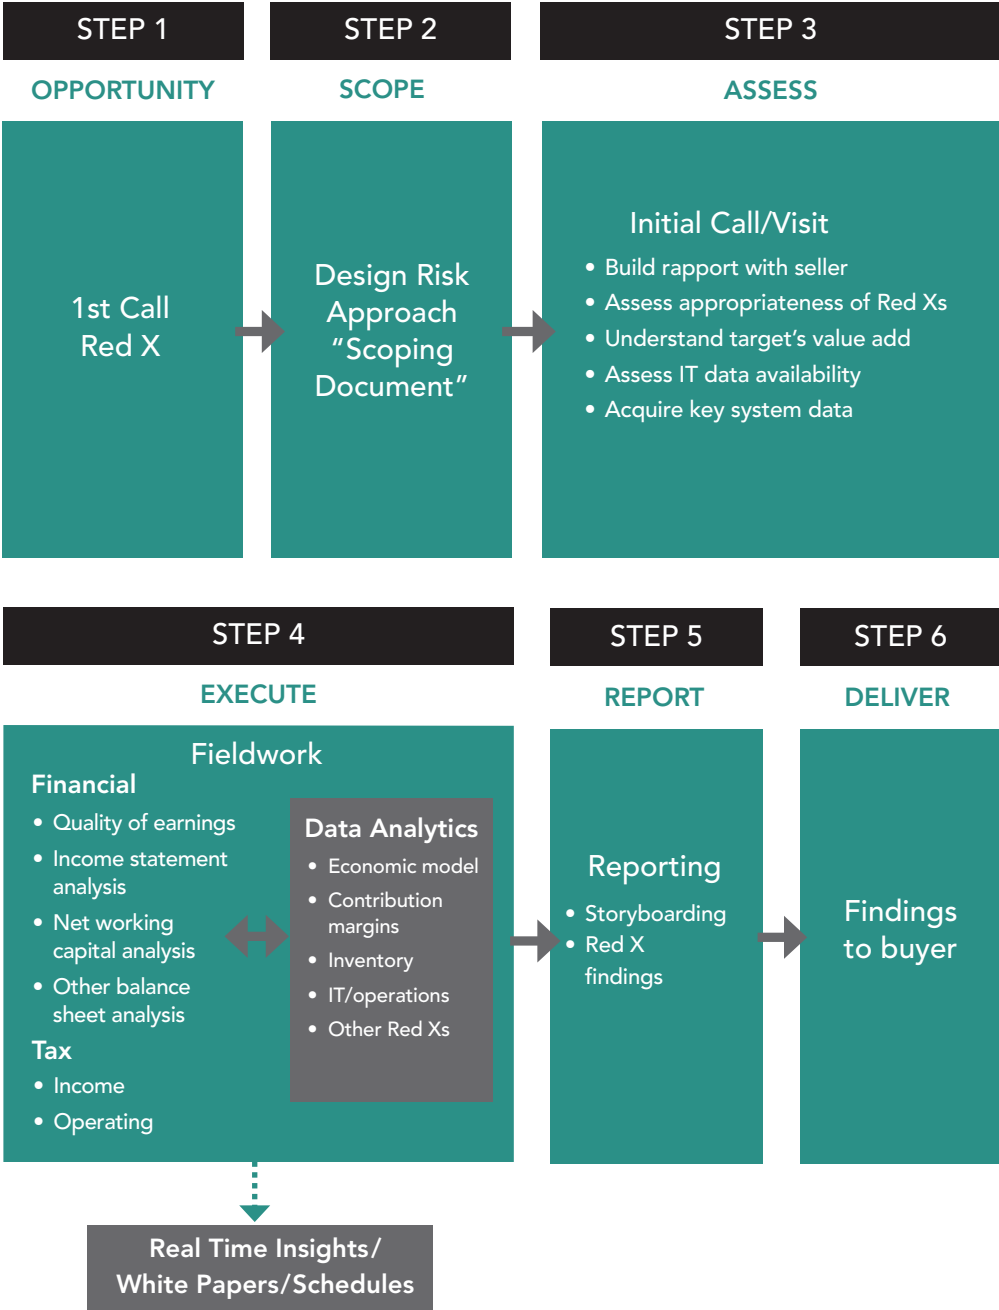 STEP 1
OPPORTUNITY
1st Call
Red X
STEP 2
SCOPE
Design Risk
Approach
“Scoping
Document”
STEP 3
ASSESS
Initial Call/Visit
• Build rapport with seller
• Assess appropriateness of Red Xs
• Understand target’s value add
• Assess IT data availability
• Acquire key system data
STEP 4
EXECUTE
Fieldwork
Financial
• Quality of earnings
• Income statement
analysis
• Net working
capital analysis
• Other balance
sheet analysis
Tax
• Income
• Operating
Data Analytics
• Economic model
• Contribution
margins
• Inventory
• IT/operations
• Other Red Xs
Real Time Insights/
White Papers/Schedules
STEP 5
REPORT
Reporting
• Storyboarding
• Red X
findings
STEP 6
DELIVER
Findings
to buyer